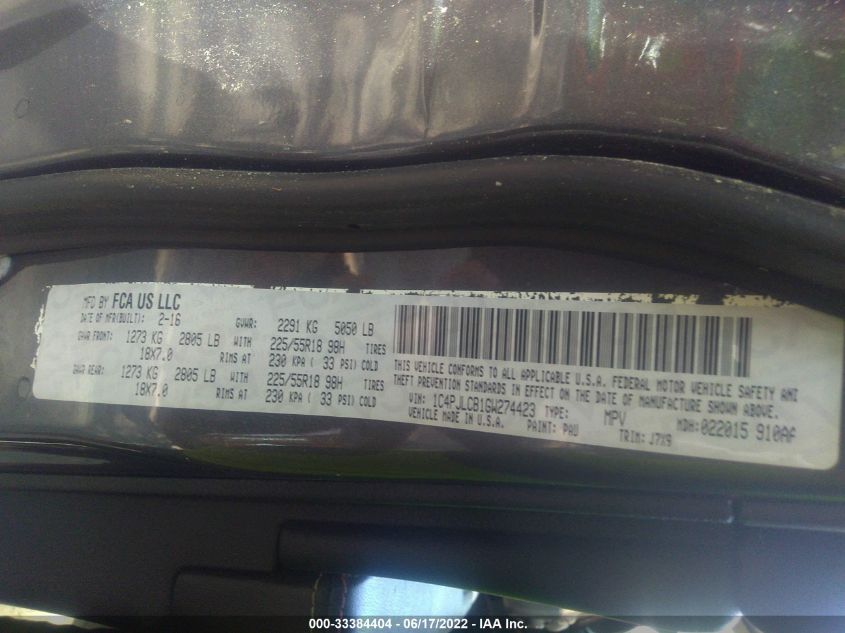 MFD BY FCA US LLC
DATE OF MFR(BUILT): 2-16 GVWR: 2291 KG 5050 LB
GAWR FRONT: 1273 KG 2805 LB WITH 225/55R18 98H TIRES
18X7.0 RIMS AT 230 KPA ( 33 PSI) COLD
GAWR REAR: 1273 KG 2805 LB WITH 225/55R18 98H TIRES
18X7.0 RIMS AT 230 KPA ( 33 PSI) COLD
THIS VEHICLE CONFORMS TO ALL APPLICABLE U.S.A. FEDERAL MOTOR VEHICLE SAFETY AND
THEFT PREVENTION STANDARDS IN EFFECT ON THE DATE OF MANUFACTURE SHOWN ABOVE.
VIN: 1C4PJLCB1GW274423 TYPE: MPV MDH: 022015 910AF
VEHICLE MADE IN U.S.A. PAINT: PAU TRIM: J7X9
000-33384404 / 06/17/2022 - IAA Inc.